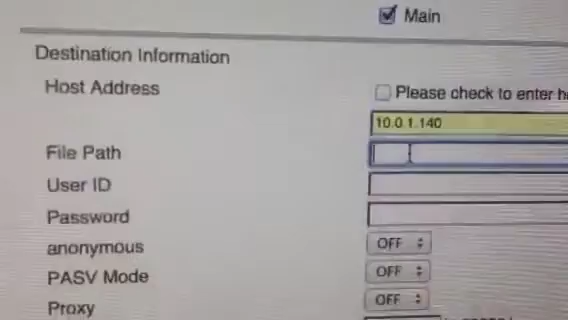 Main
Destination Information
Host Address
Please check to enter
10.0.1.140
File Path
User ID
Password
anonymous OFF
PASV Mode OFF
Proxy OFF